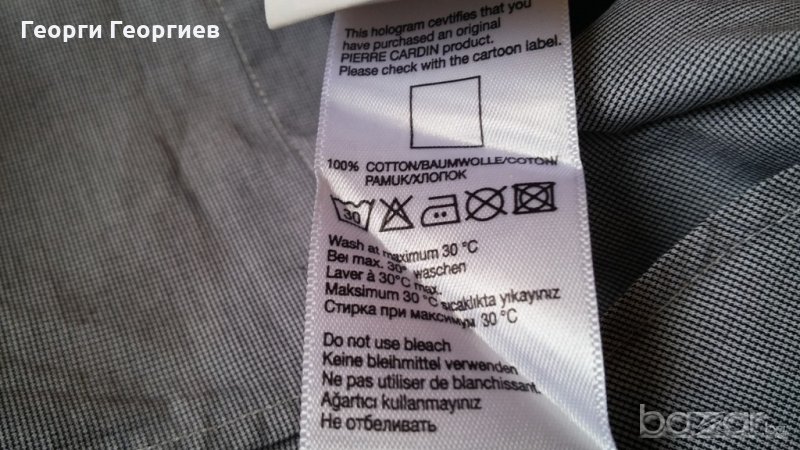 Георги Георгиев
This hologram cevtifies that you
have purchased an original
PIERRE CARDIN product.
Please check with the cartoon label.
100% COTTON/BAUMWOLLE/COTON/
PAMUK/ХЛОПОК
30
Wash at maximum 30 °C
Bei max. 30° waschen
Laver à 30°C max.
Maksimum 30 °C sıcaklıkta yıkayınız
Стирка при максимум 30 °C
Do not use bleach
Keine bleihmittel verwenden
Ne pas utiliser de blanchissant.
Ağartıcı kullanmayınız
Не отбеливать
bazar.bg